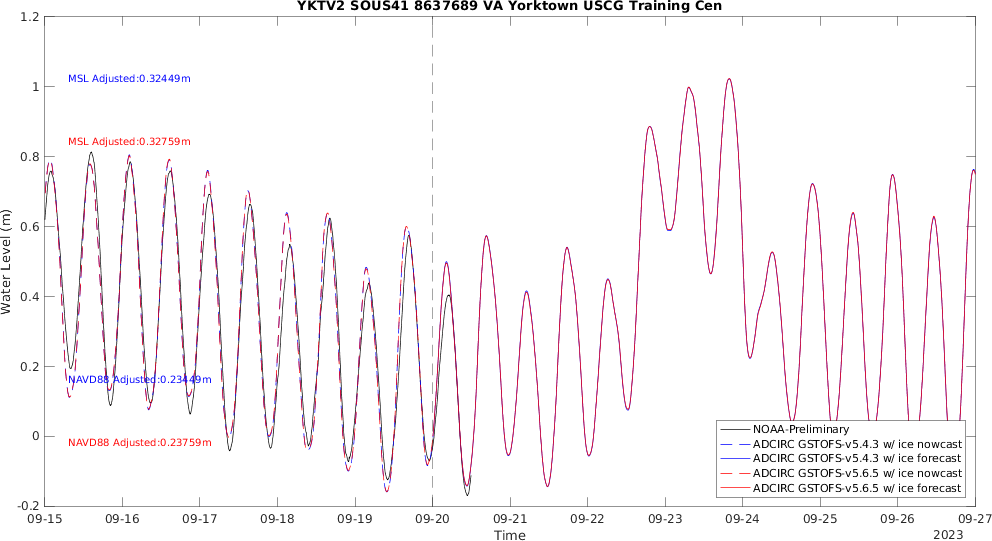 YKTV2 SOUS41 8637689 VA Yorktown USCG Training Cen
1.2
1
0.8
0.6
0.4
0.2
0
-0.2
Water Level (m)
MSL Adjusted:0.32449m
MSL Adjusted:0.32759m
NAVD88 Adjusted:0.23449m
NAVD88 Adjusted:0.23759m
NOAA-Preliminary
ADCIRC GSTOFS-v5.4.3 w/ ice nowcast
ADCIRC GSTOFS-v5.4.3 w/ ice forecast
ADCIRC GSTOFS-v5.6.5 w/ ice nowcast
ADCIRC GSTOFS-v5.6.5 w/ ice forecast
09-15 09-16 09-17 09-18 09-19 09-20 09-21 09-22 09-23 09-24 09-25 09-26 09-27
Time
2023